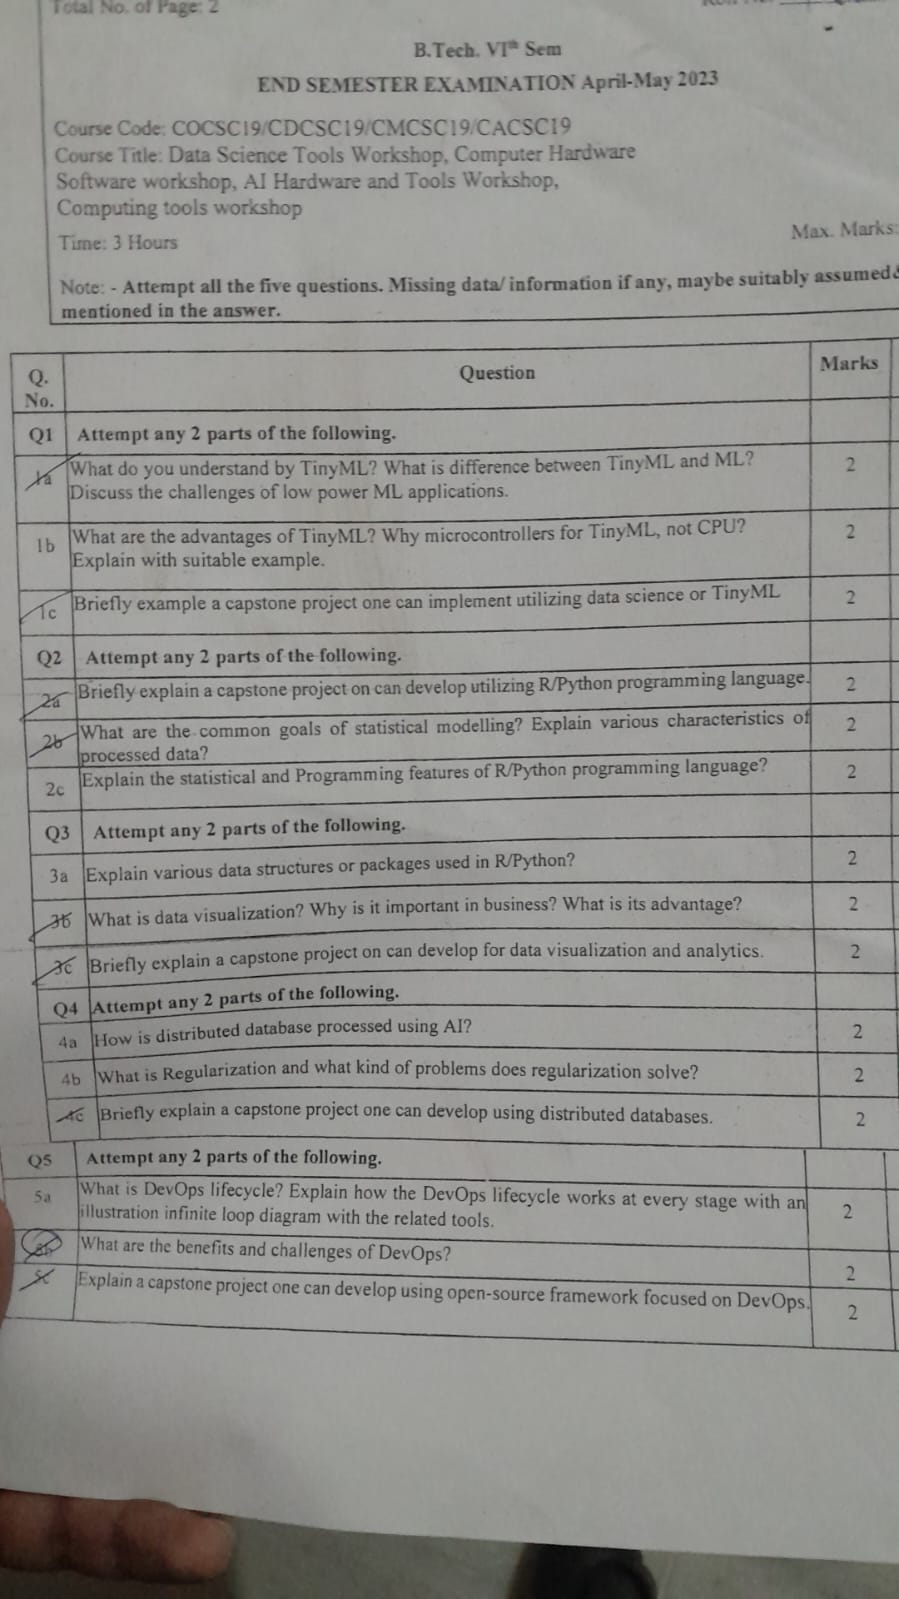 Total No. of Page: 2
B.Tech. VIth Sem
END SEMESTER EXAMINATION April-May 2023
Course Code: COCSC19/CDCSC19/CMCSC19/CACSC19
Course Title: Data Science Tools Workshop, Computer Hardware
Software workshop, AI Hardware and Tools Workshop,
Computing tools workshop
Time: 3 Hours
Max. Marks:
Note: - Attempt all the five questions. Missing data/ information if any, maybe suitably assumed&
mentioned in the answer.
Q. No. Question Marks
Q1 Attempt any 2 parts of the following.
1a What do you understand by TinyML? What is difference between TinyML and ML? 2
Discuss the challenges of low power ML applications.
1b What are the advantages of TinyML? Why microcontrollers for TinyML, not CPU? 2
Explain with suitable example.
1c Briefly example a capstone project one can implement utilizing data science or TinyML 2
Q2 Attempt any 2 parts of the following.
2a Briefly explain a capstone project on can develop utilizing R/Python programming language. 2
2b What are the common goals of statistical modelling? Explain various characteristics of 2
processed data?
2c Explain the statistical and Programming features of R/Python programming language? 2
Q3 Attempt any 2 parts of the following.
3a Explain various data structures or packages used in R/Python? 2
3b What is data visualization? Why is it important in business? What is its advantage? 2
3c Briefly explain a capstone project on can develop for data visualization and analytics. 2
Q4 Attempt any 2 parts of the following.
4a How is distributed database processed using AI? 2
4b What is Regularization and what kind of problems does regularization solve? 2
4c Briefly explain a capstone project one can develop using distributed databases. 2
Q5 Attempt any 2 parts of the following.
5a What is DevOps lifecycle? Explain how the DevOps lifecycle works at every stage with an 2
illustration infinite loop diagram with the related tools.
5b What are the benefits and challenges of DevOps? 2
5c Explain a capstone project one can develop using open-source framework focused on DevOps. 2